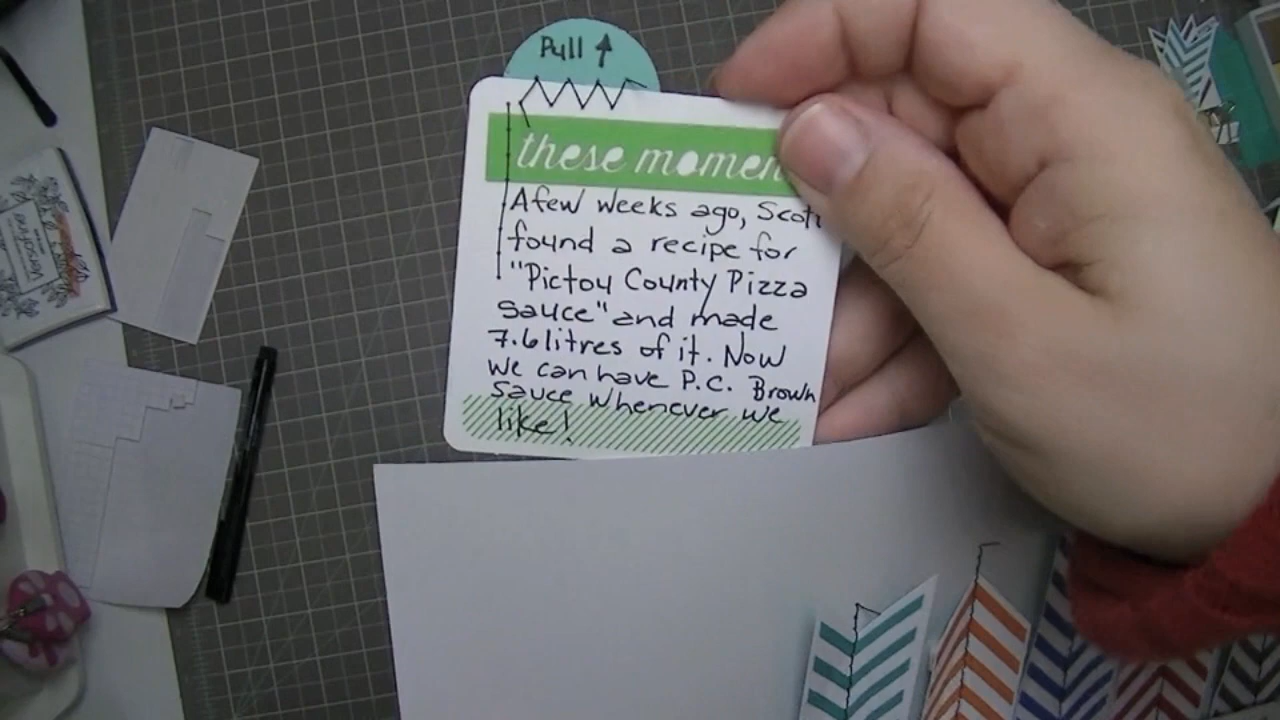 Pull
these momen
A few weeks ago, Scott
found a recipe for
"Pictou County Pizza
sauce" and made
7.6 litres of it. Now
we can have P.C. Brown
sauce whenever we
like!